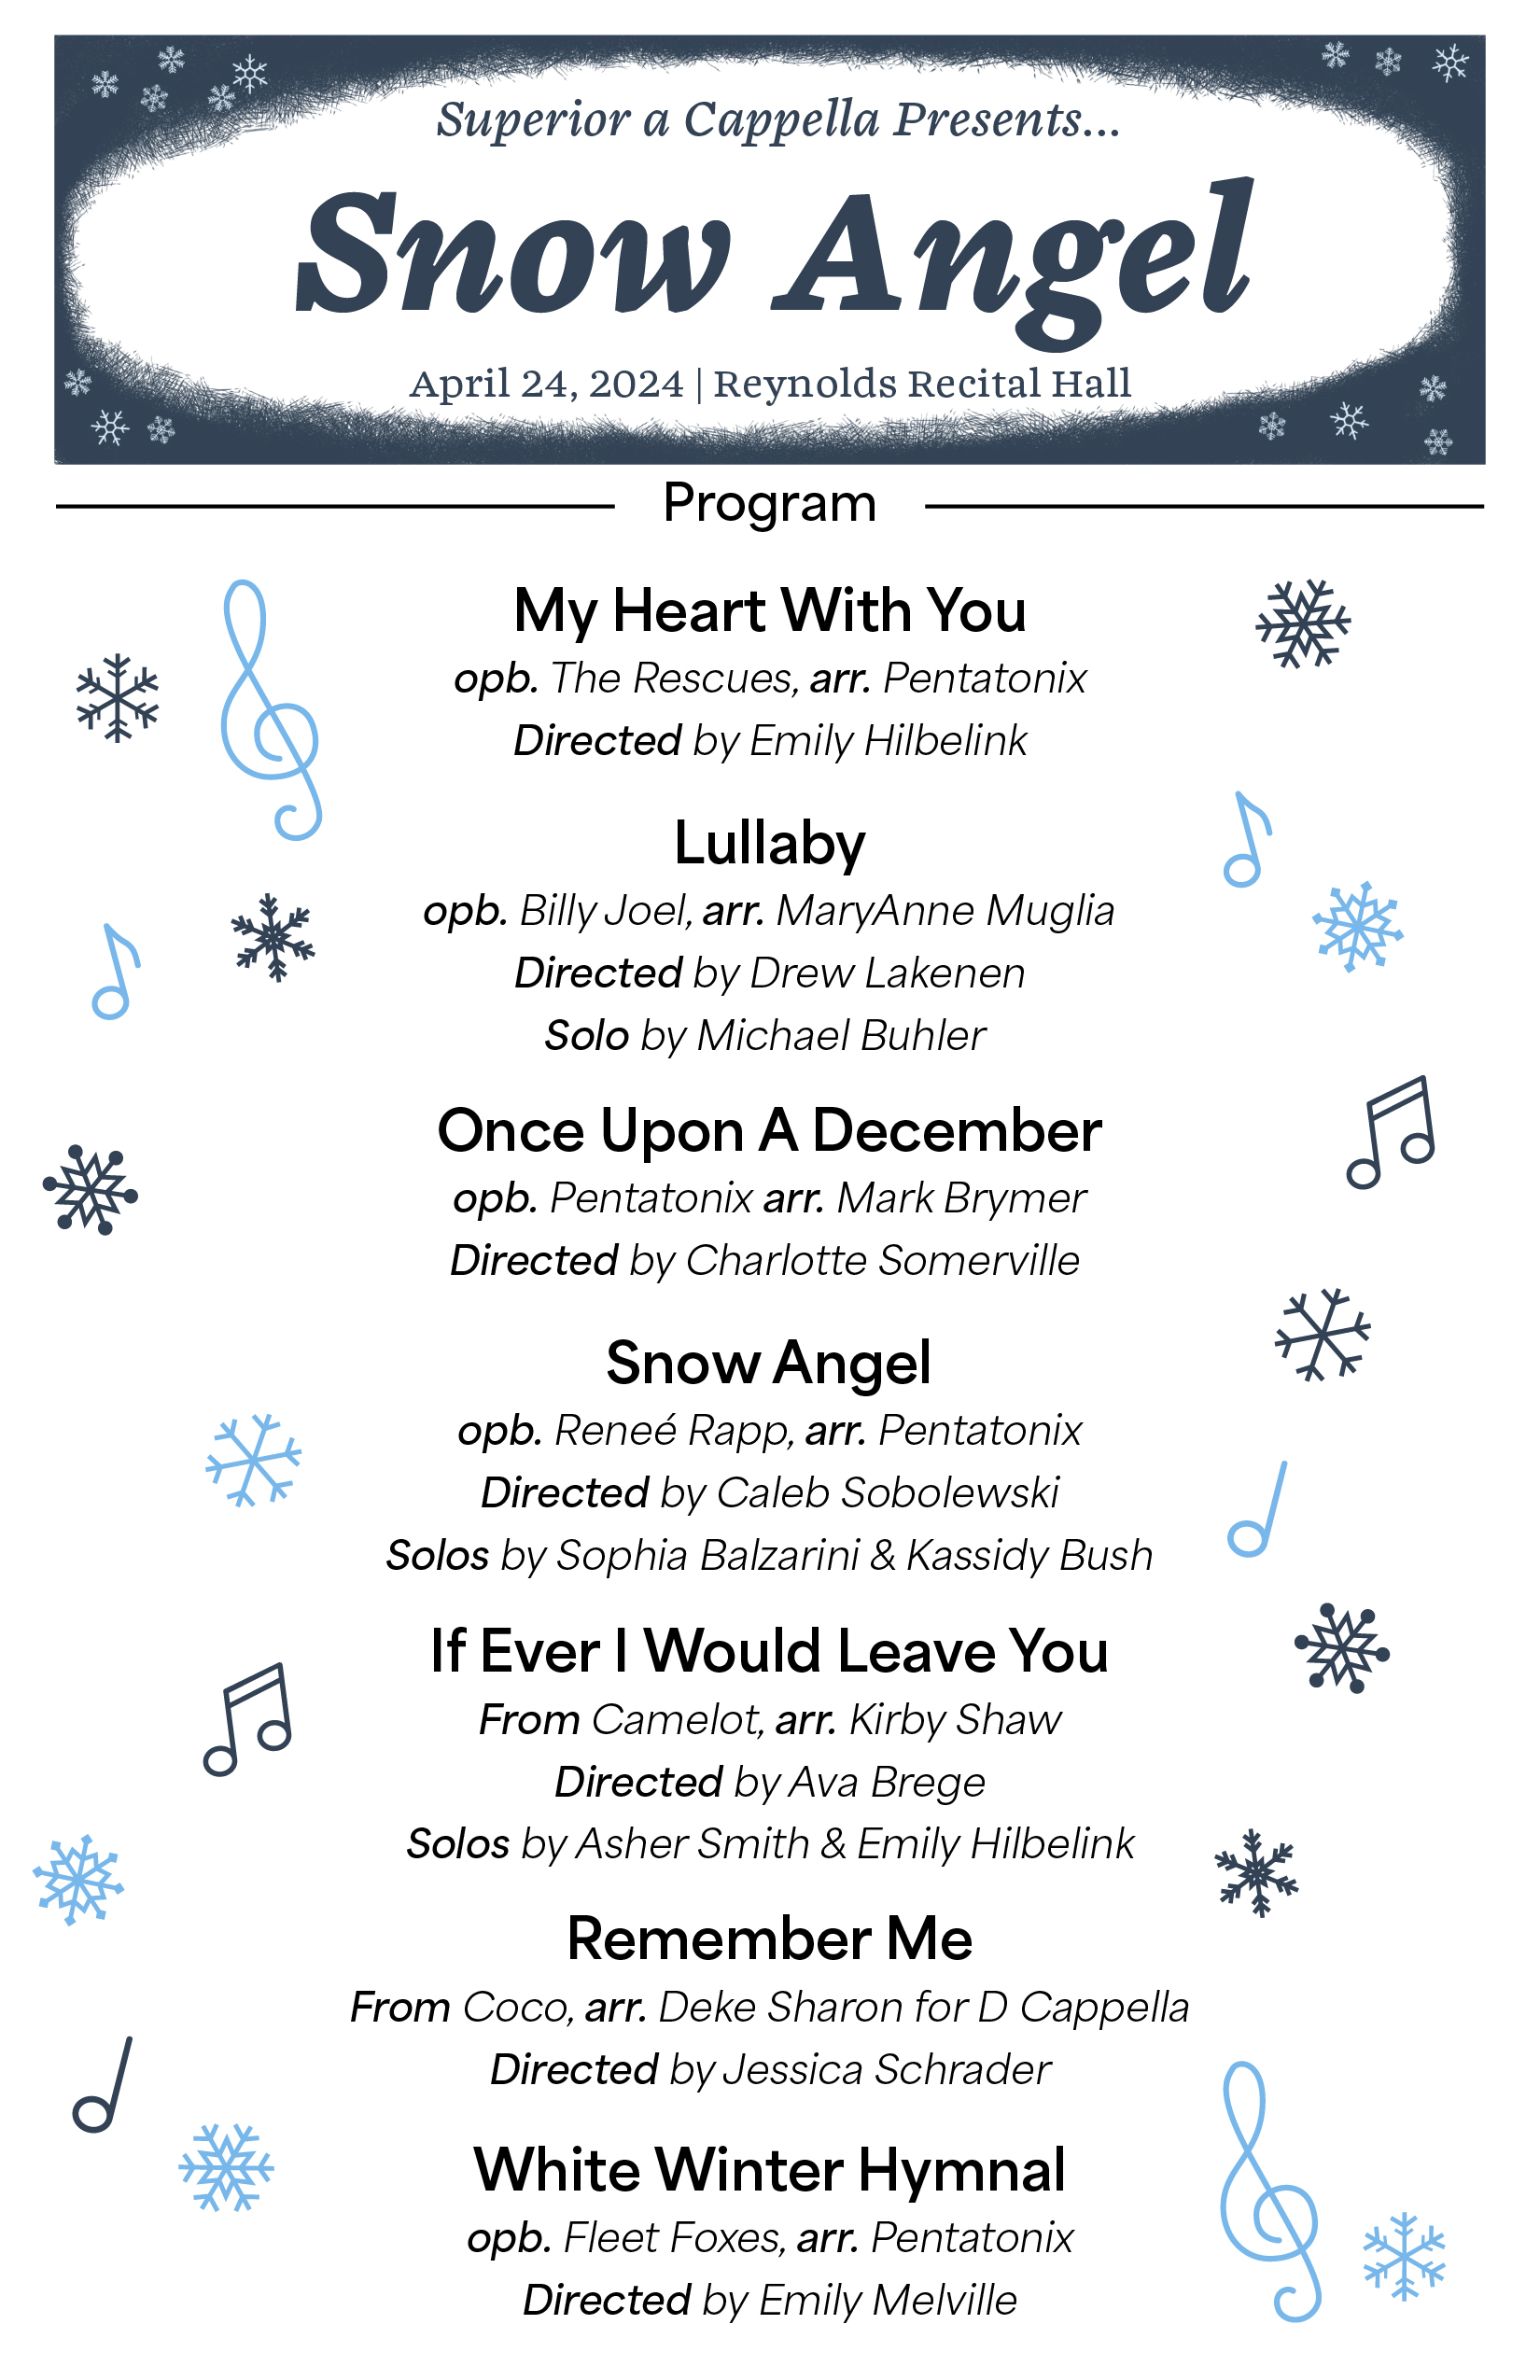 Superior a Cappella Presents...
Snow Angel
April 24, 2024 | Reynolds Recital Hall
Program
My Heart With You
opb. The Rescues, arr. Pentatonix
Directed by Emily Hilbelink
Lullaby
opb. Billy Joel, arr. MaryAnne Muglia
Directed by Drew Lakenen
Solo by Michael Buhler
Once Upon A December
opb. Pentatonix arr. Mark Brymer
Directed by Charlotte Somerville
Snow Angel
opb. Reneé Rapp, arr. Pentatonix
Directed by Caleb Sobolewski
Solos by Sophia Balzarini & Kassidy Bush
If Ever I Would Leave You
From Camelot, arr. Kirby Shaw
Directed by Ava Brege
Solos by Asher Smith & Emily Hilbelink
Remember Me
From Coco, arr. Deke Sharon for D Cappella
Directed by Jessica Schrader
White Winter Hymnal
opb. Fleet Foxes, arr. Pentatonix
Directed by Emily Melville